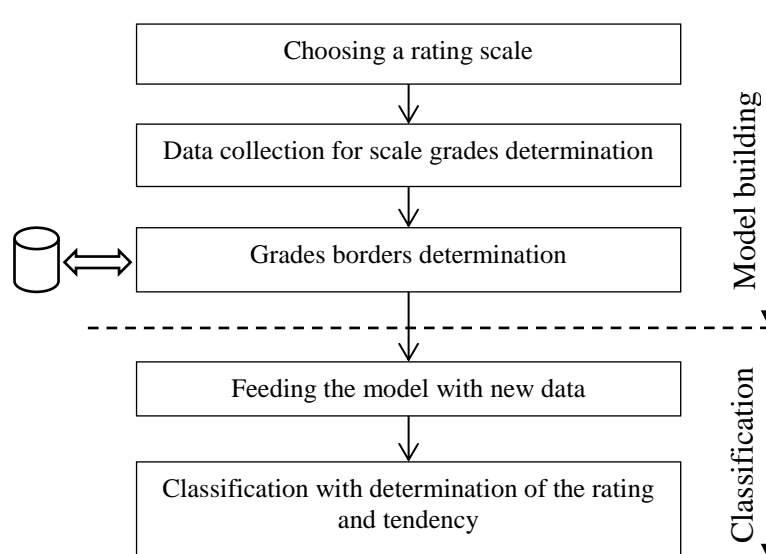 Choosing a rating scale
Data collection for scale grades determination
Grades borders determination
Model building
Feeding the model with new data
Classification with determination of the rating
and tendency
Classification